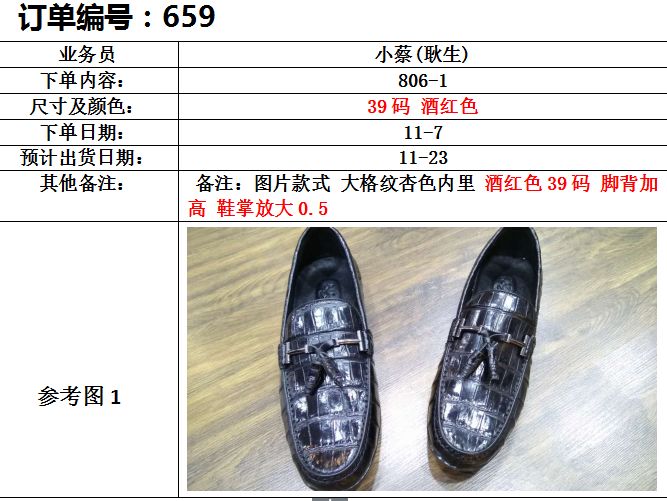 订单编号：659
业务员 小蔡(耿生)
下单内容： 806-1
尺寸及颜色： 39码 酒红色
下单日期： 11-7
预计出货日期： 11-23
其他备注： 备注：图片款式 大格纹杏色内里 酒红色39码 脚背加
高 鞋掌放大0.5
参考图1